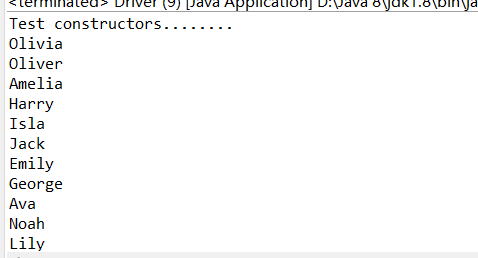 <terminated> Driver (9) [Java Application] D:\Java 8\jdk1.8\bin\ja
Test constructors........
Olivia
Oliver
Amelia
Harry
Isla
Jack
Emily
George
Ava
Noah
Lily